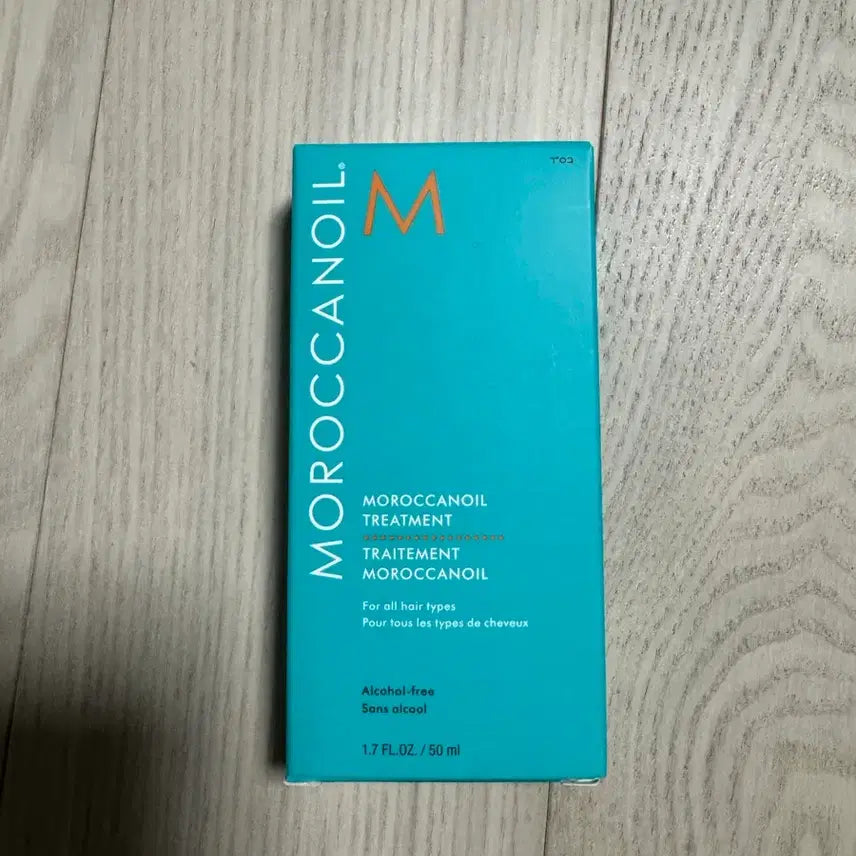 MOROCCANOIL®
M
MOROCCANOIL
TREATMENT
TRAITEMENT
MOROCCANOIL
For all hair types
Pour tous les types de cheveux
Alcohol-free
Sans alcool
1.7 FL.OZ. / 50 ml